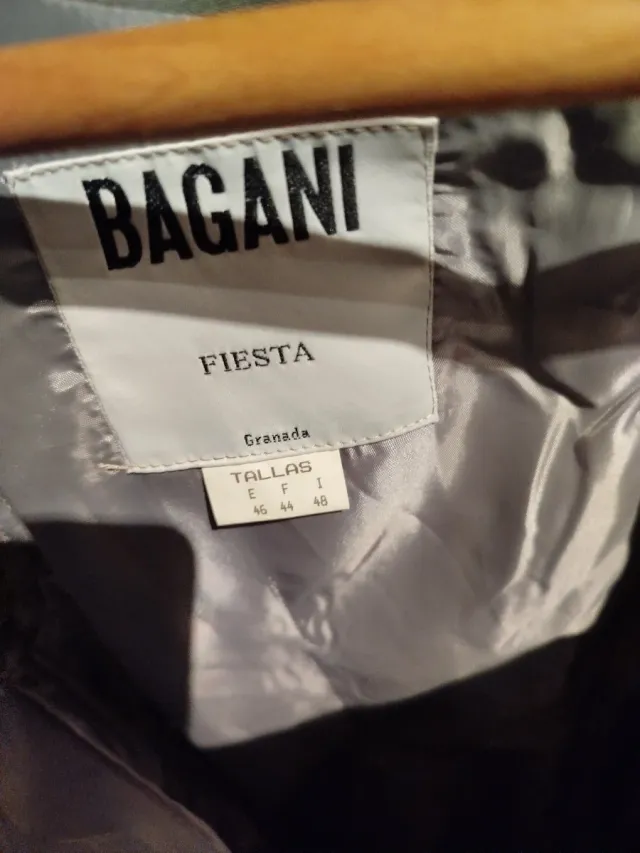 BAGANI
FIESTA
Granada
TALLAS
E F I
46 44 48